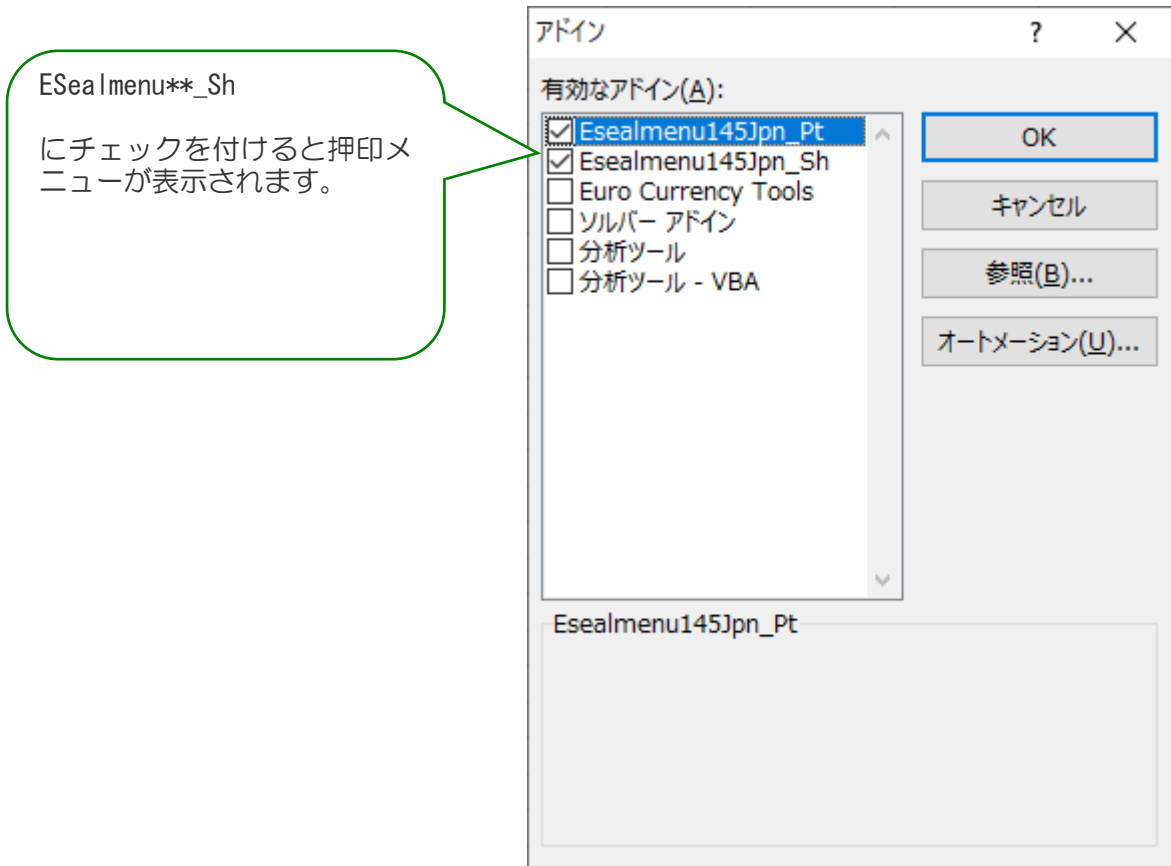 ESealmenu**_Sh
にチェックを付けると押印メ
ニューが表示されます。
アドイン
?
×
有効なアドイン(A):
Esealmenu145Jpn_Pt
Esealmenu145Jpn_Sh
Euro Currency Tools
ソルバー アドイン
分析ツール
分析ツール - VBA
OK
キャンセル
参照(B)...
オートメーション(U)...
Esealmenu145Jpn_Pt